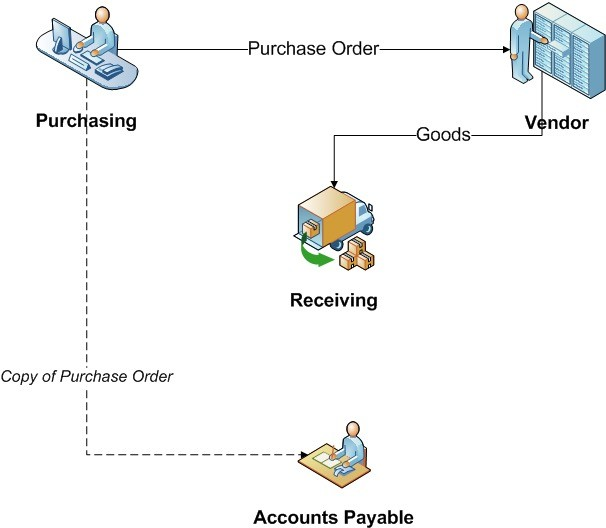 Purchase Order
Purchasing
Vendor
Goods
Receiving
Copy of Purchase Order
Accounts Payable